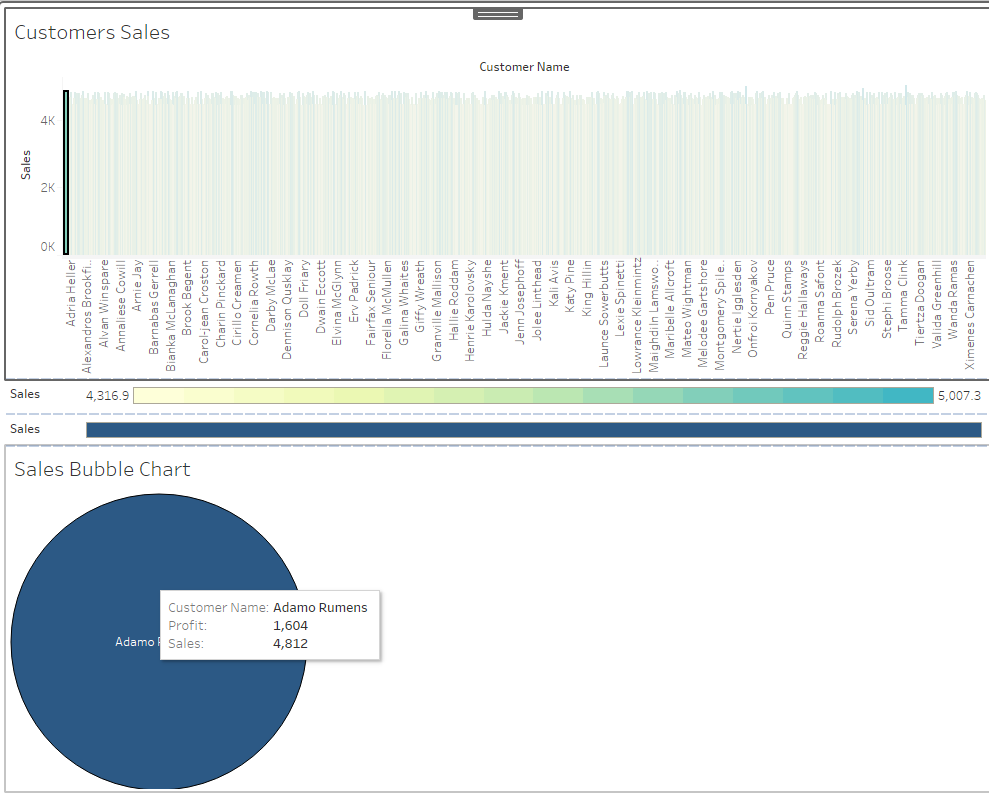 Customers Sales
Customer Name
Sales
4K
2K
0K
Adria Heller
Alexandros Brookfi..
Alvan Winspare
Annaliese Cowill
Arnie Jay
Barnabas Gerrell
Bianka McLanaghan
Brook Begent
Carol-jean Croston
Charin Pinckard
Cirillo Creamen
Cornelia Rowth
Darby McLae
Dennison Qusklay
Doll Friary
Dwain Eccott
Elvina McGlynn
Erv Padrick
Fairfax Seniour
Florella McMullen
Galina Whaites
Giffy Wreath
Granville Mallison
Hallie Roddam
Henrie Karolovsky
Hulda Nayshe
Jackie Kment
Jenn Josephoff
Jolee Linthead
Kali Avis
Katy Pine
King Hillin
Launce Sowerbutts
Lexie Spinetti
Lowrance Kleinmintz
Maighdiln Lamswo..
Maribelle Allcroft
Mateo Wightman
Melodee Gartshore
Montgomery Spile..
Nertie Igglesden
Onfroi Kornyakov
Pen Pruce
Quinn Stamps
Reggie Hallaways
Roanna Safont
Rudolph Brozek
Serena Yerby
Sid Outram
Stephi Broose
Tamma Clink
Tiertza Doogan
Valida Greenhill
Wanda Ramas
Ximenes Carnachen
Sales
4,316.9
5,007.3
Sales
Sales Bubble Chart
Adamo
Customer Name: Adamo Rumens
Profit: 1,604
Sales: 4,812